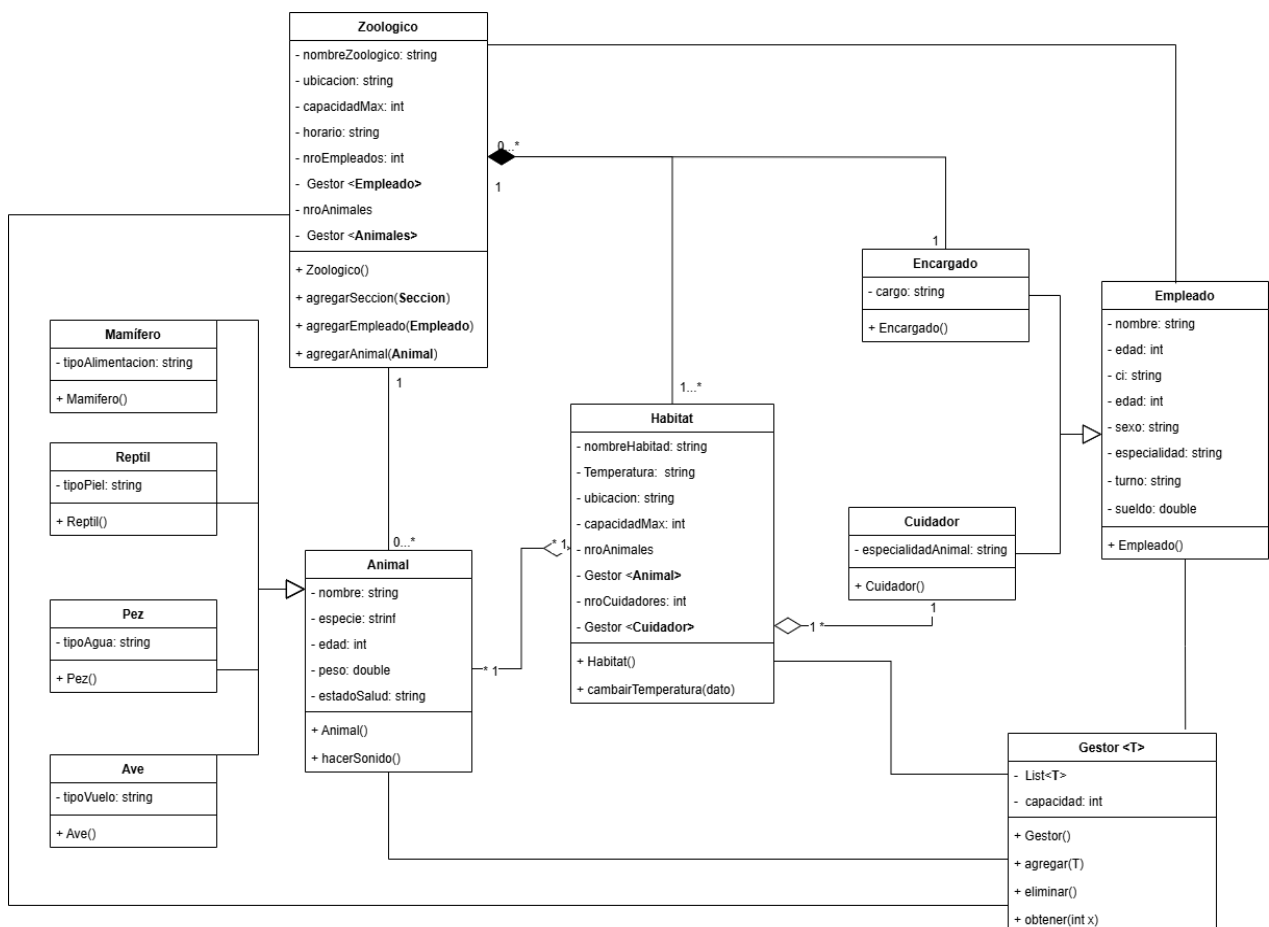 Zoologico
- nombreZoologico: string
- ubicacion: string
- capacidadMax: int
- horario: string
- nroEmpleados: int
- Gestor <Empleado>
- nroAnimales
- Gestor <Animales>
+ Zoologico()
+ agregarSeccion(Seccion)
+ agregarEmpleado(Empleado)
+ agregarAnimal(Animal)
0...*
1
1
1
1...*
0...*
Encargado
- cargo: string
+ Encargado()
Empleado
- nombre: string
- edad: int
- ci: string
- edad: int
- sexo: string
- especialidad: string
- turno: string
- sueldo: double
+ Empleado()
Mamífero
- tipoAlimentacion: string
+ Mamifero()
Reptil
- tipoPiel: string
+ Reptil()
Pez
- tipoAgua: string
+ Pez()
Ave
- tipoVuelo: string
+ Ave()
Animal
- nombre: string
- especie: strinf
- edad: int
- peso: double
- estadoSalud: string
+ Animal()
+ hacerSonido()
* 1
* 1
Habitat
- nombreHabitad: string
- Temperatura: string
- ubicacion: string
- capacidadMax: int
- nroAnimales
- Gestor <Animal>
- nroCuidadores: int
- Gestor <Cuidador>
+ Habitat()
+ cambairTemperatura(dato)
Cuidador
- especialidadAnimal: string
+ Cuidador()
1
1 *
Gestor <T>
- List<T>
- capacidad: int
+ Gestor()
+ agregar(T)
+ eliminar()
+ obtener(int x)